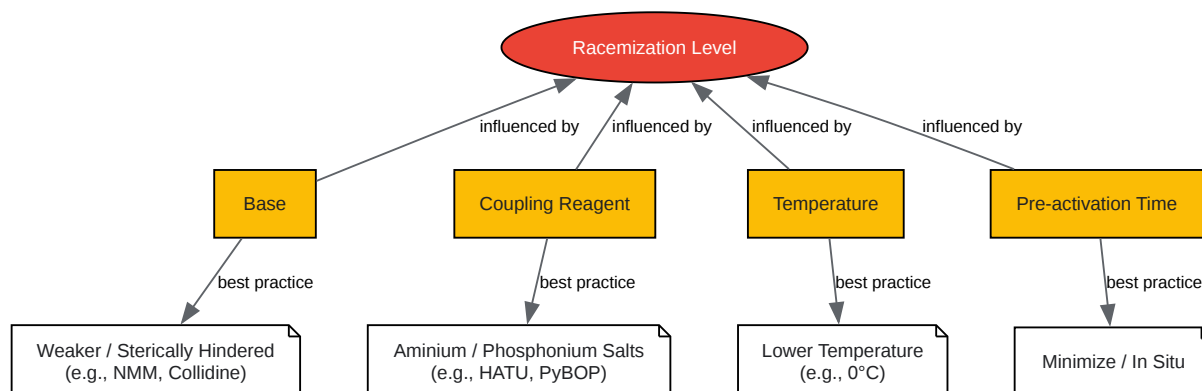 Racemization Level
influenced by
influenced by
influenced by
influenced by
Base
Coupling Reagent
Temperature
Pre-activation Time
best practice
best practice
best practice
best practice
Weaker / Sterically Hindered
(e.g., NMM, Collidine)
Aminium / Phosphonium Salts
(e.g., HATU, PyBOP)
Lower Temperature
(e.g., 0°C)
Minimize / In Situ